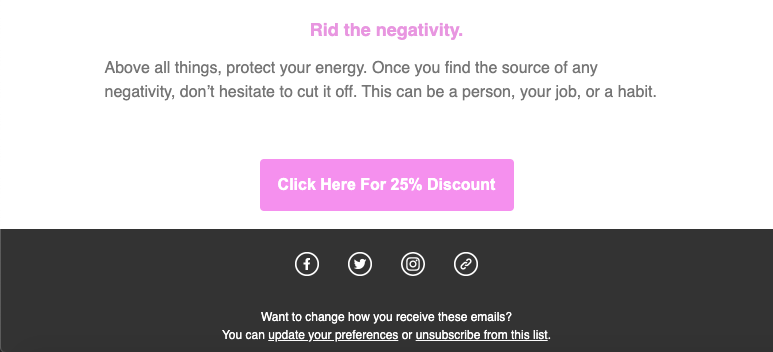 Rid the negativity.
Above all things, protect your energy. Once you find the source of any
negativity, don’t hesitate to cut it off. This can be a person, your job, or a habit.
Click Here For 25% Discount
Want to change how you receive these emails?
You can update your preferences or unsubscribe from this list.